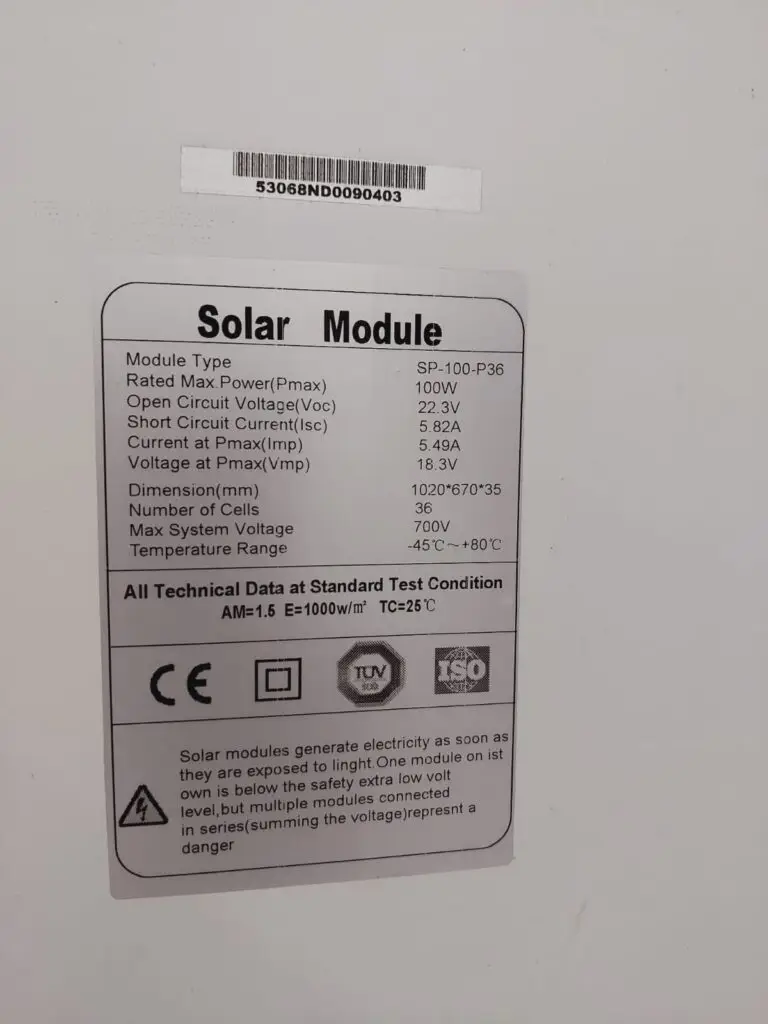 53068ND0090403
Solar Module
Module Type SP-100-P36
Rated Max.Power(Pmax) 100W
Open Circuit Voltage(Voc) 22.3V
Short Circuit Current(Isc) 5.82A
Current at Pmax(Imp) 5.49A
Voltage at Pmax(Vmp) 18.3V
Dimension(mm) 1020*670*35
Number of Cells 36
Max System Voltage 700V
Temperature Range -45℃~+80℃
All Technical Data at Standard Test Condition
AM=1.5 E=1000w/㎡ TC=25℃
CE TÜV ISO
Solar modules generate electricity as soon as
they are exposed to linght.One module on ist
own is below the safety extra low volt
level,but multiple modules connected
in series(summing the voltage)represnt a
danger